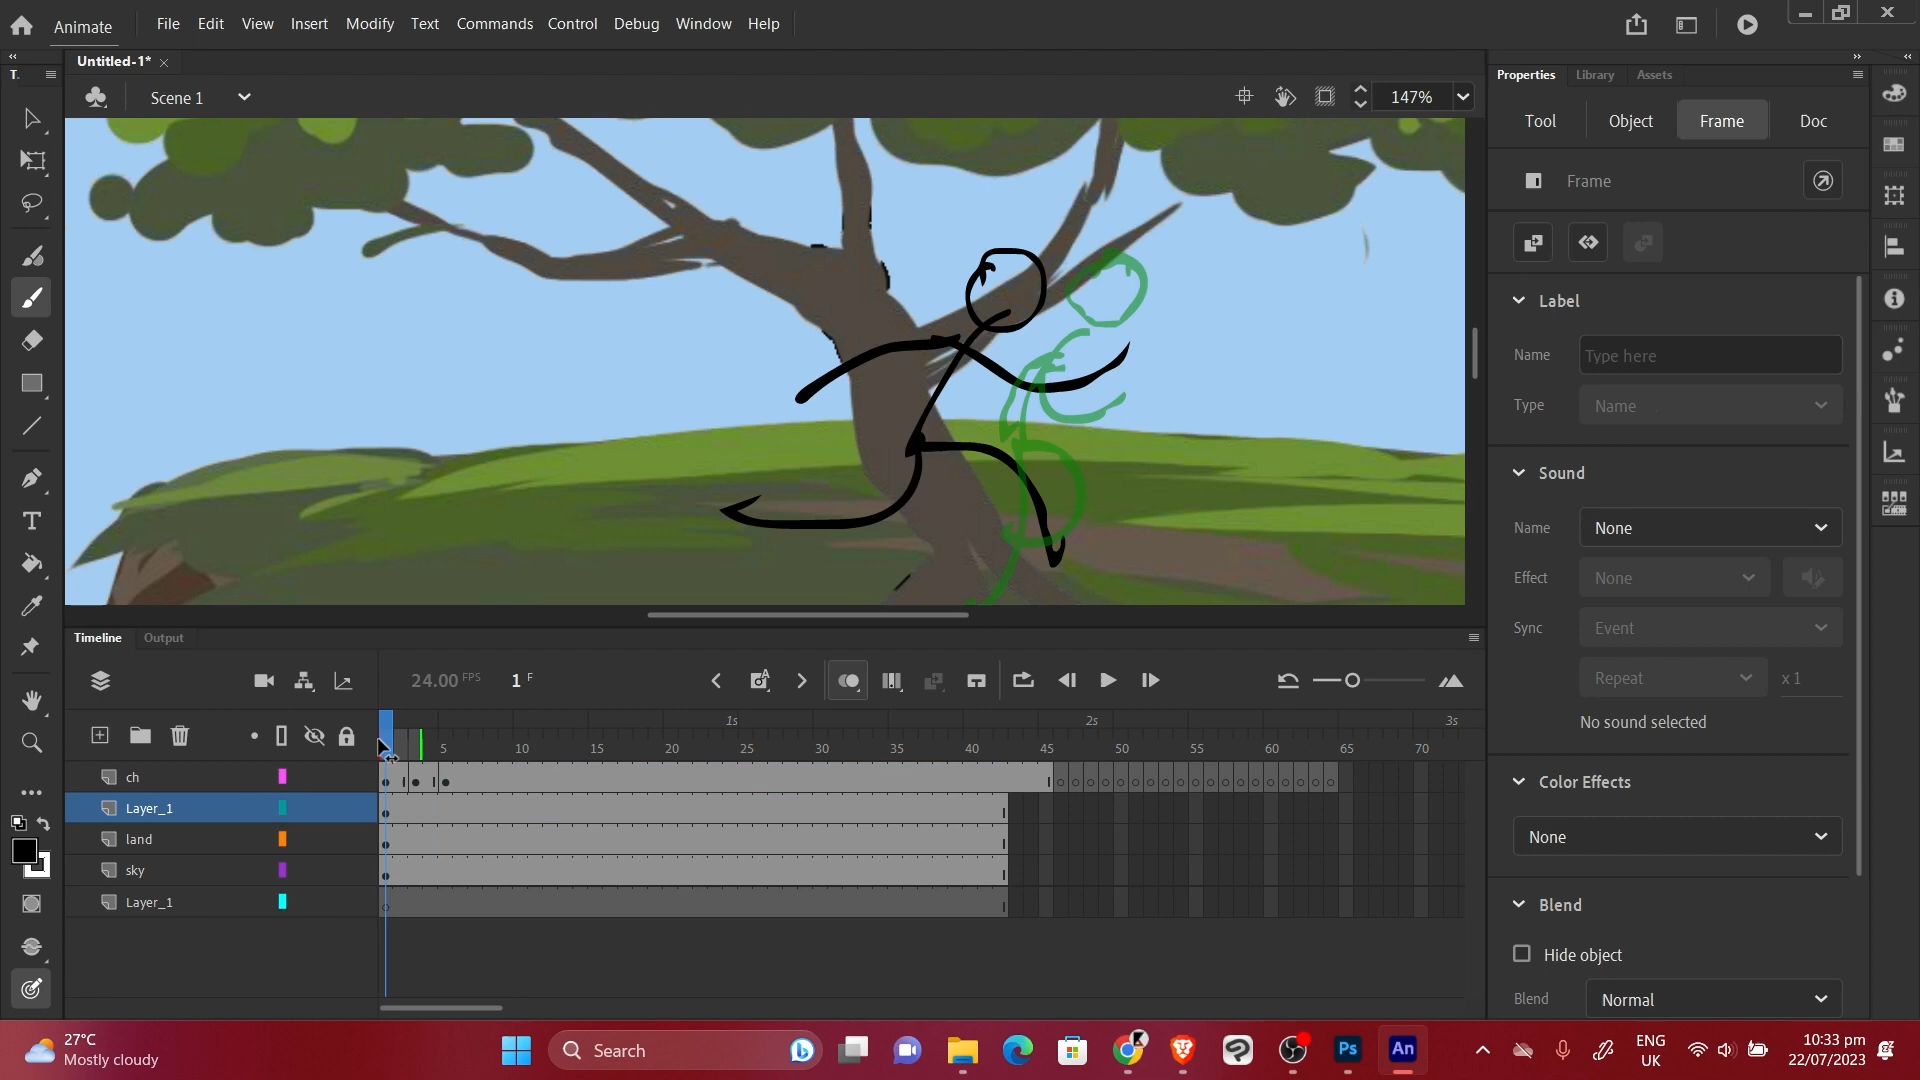 Animate File Edit View Insert Modify Text Commands Control Debug Window Help
T. Untitled-1*
Properties Library Assets
Scene 1 147%
Tool Object Frame Doc
Frame
Label
Name Type here
Type Name
Sound
Name None
Effect None
Sync Event
Repeat x 1
No sound selected
Color Effects
None
Blend
Hide object
Blend Normal
Timeline Output
24.00 FPS 1 F
1s 2s 3s
5 10 15 20 25 30 35 40 45 50 55 60 65 70
ch
Layer_1
land
sky
Layer_1
27°C
Mostly cloudy
Search
Ps An
ENG
UK
10:33 pm
22/07/2023